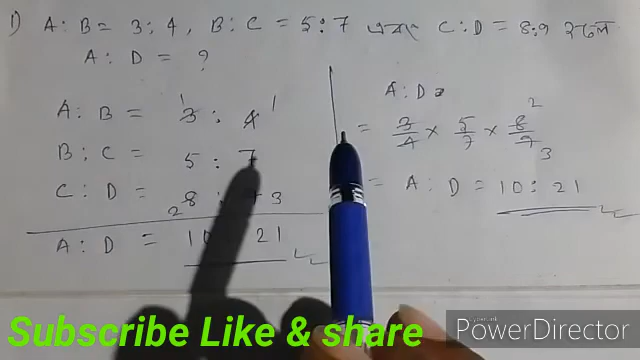 1) A : B = 3 : 4 , B : C = 5 : 7 এবং C : D = 8 : 9 হলে
A : D = ?
A : B = 3 : 4
B : C = 5 : 7
C : D = 8 :
A : D = 10 21
A : D =
= 3/4 × 5/7 × 8/9
= A : D = 10 : 21
Subscribe Like & share
PowerDirector